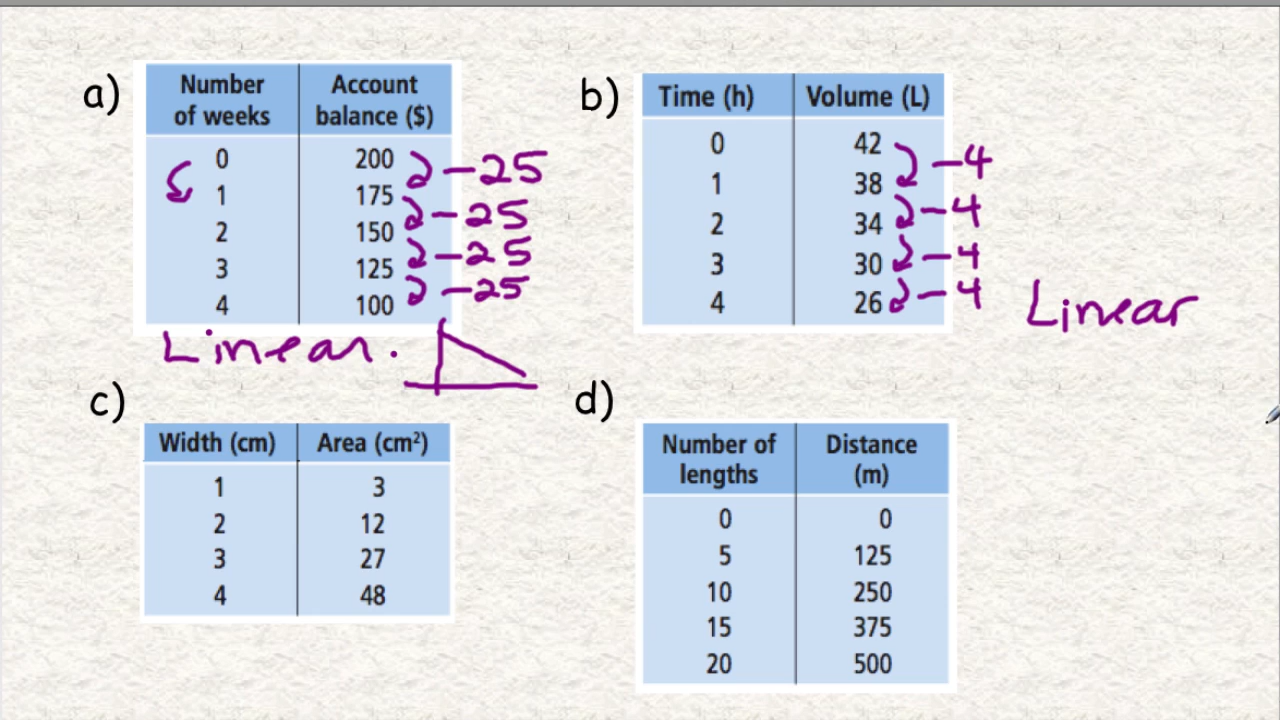 a)
Number of weeks | Account balance ($)
0 | 200
1 | 175
2 | 150
3 | 125
4 | 100
-25
-25
-25
-25
Linear.
b)
Time (h) | Volume (L)
0 | 42
1 | 38
2 | 34
3 | 30
4 | 26
-4
-4
-4
-4
Linear
c)
Width (cm) | Area (cm²)
1 | 3
2 | 12
3 | 27
4 | 48
d)
Number of lengths | Distance (m)
0 | 0
5 | 125
10 | 250
15 | 375
20 | 500